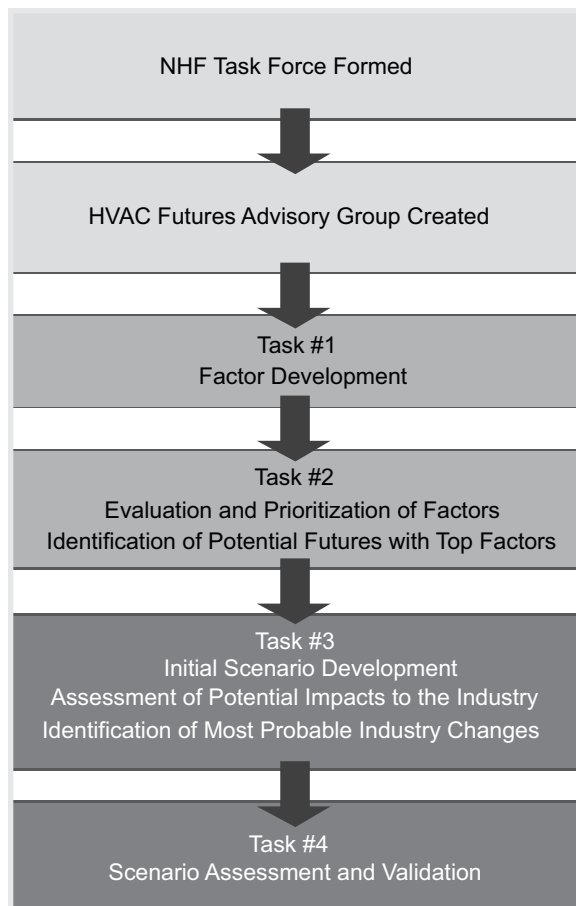 NHF Task Force Formed
HVAC Futures Advisory Group Created
Task #1
Factor Development
Task #2
Evaluation and Prioritization of Factors
Identification of Potential Futures with Top Factors
Task #3
Initial Scenario Development
Assessment of Potential Impacts to the Industry
Identification of Most Probable Industry Changes
Task #4
Scenario Assessment and Validation